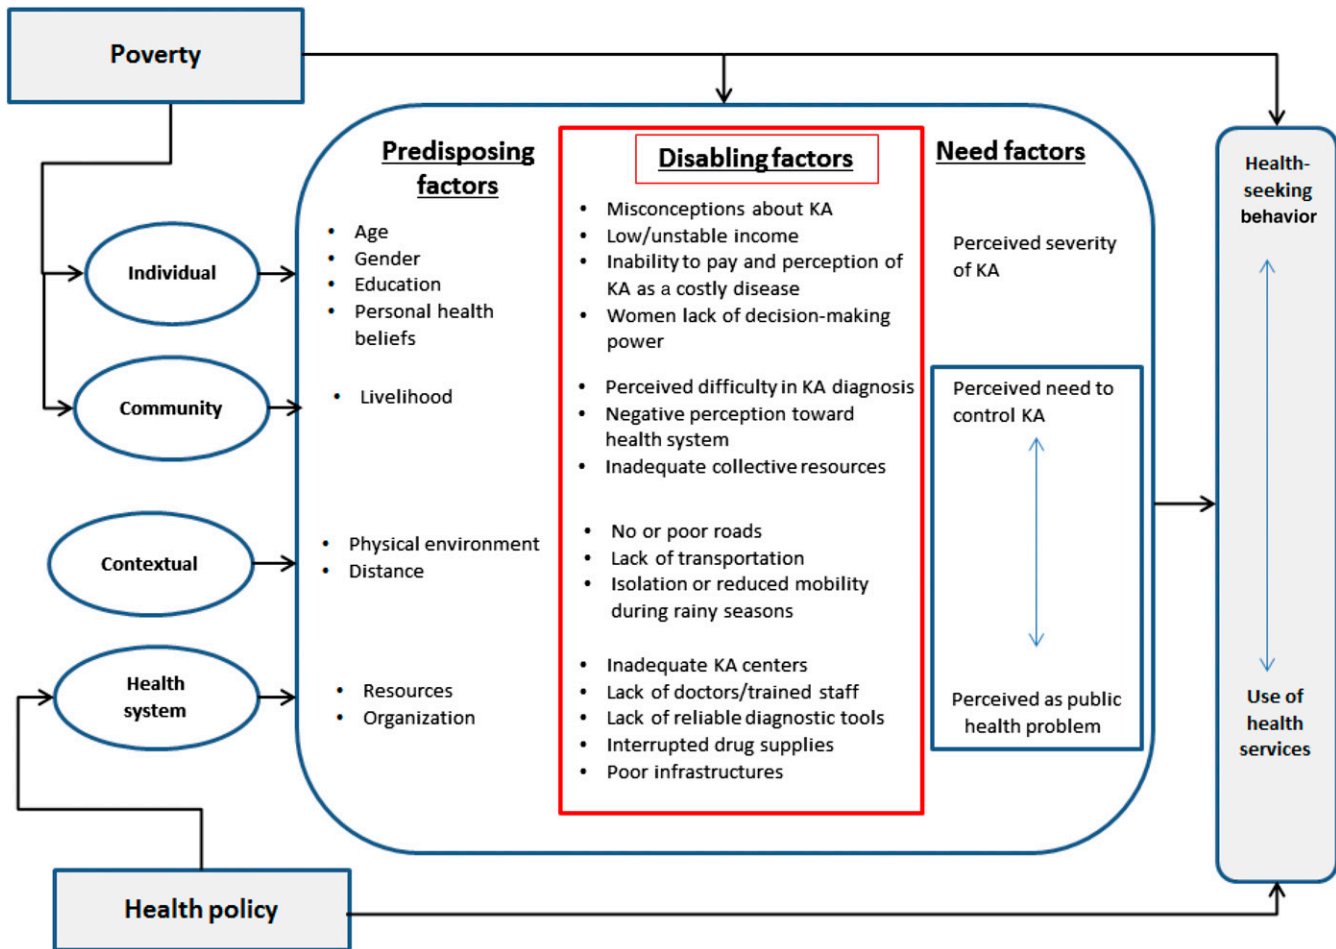 Poverty
Predisposing
factors
Disabling factors
Need factors
Health-
seeking
behavior
Individual
• Age
• Gender
• Education
• Personal health
beliefs
• Misconceptions about KA
• Low/unstable income
• Inability to pay and perception of
KA as a costly disease
• Women lack of decision-making
power
Perceived severity
of KA
Community
• Livelihood
• Perceived difficulty in KA diagnosis
• Negative perception toward
health system
• Inadequate collective resources
Perceived need to
control KA
Contextual
• Physical environment
• Distance
• No or poor roads
• Lack of transportation
• Isolation or reduced mobility
during rainy seasons
Health
system
• Resources
• Organization
• Inadequate KA centers
• Lack of doctors/trained staff
• Lack of reliable diagnostic tools
• Interrupted drug supplies
• Poor infrastructures
Perceived as public
health problem
Use of
health
services
Health policy